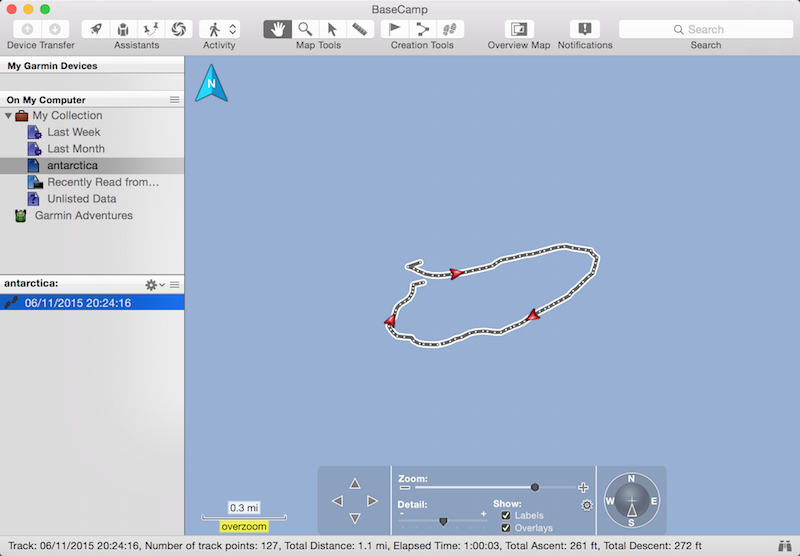 BaseCamp
Device Transfer Assistants Activity Map Tools Creation Tools Overview Map Notifications Search
Search
My Garmin Devices
On My Computer
My Collection
Last Week
Last Month
antarctica
Recently Read from...
Unlisted Data
Garmin Adventures
antarctica:
06/11/2015 20:24:16
N
0.3 mi
overzoom
Zoom:
Detail:
- +
Show:
Labels
Overlays
N
W E
S
Track: 06/11/2015 20:24:16, Number of track points: 127, Total Distance: 1.1 mi, Elapsed Time: 1:00:03, Total Ascent: 261 ft, Total Descent: 272 ft